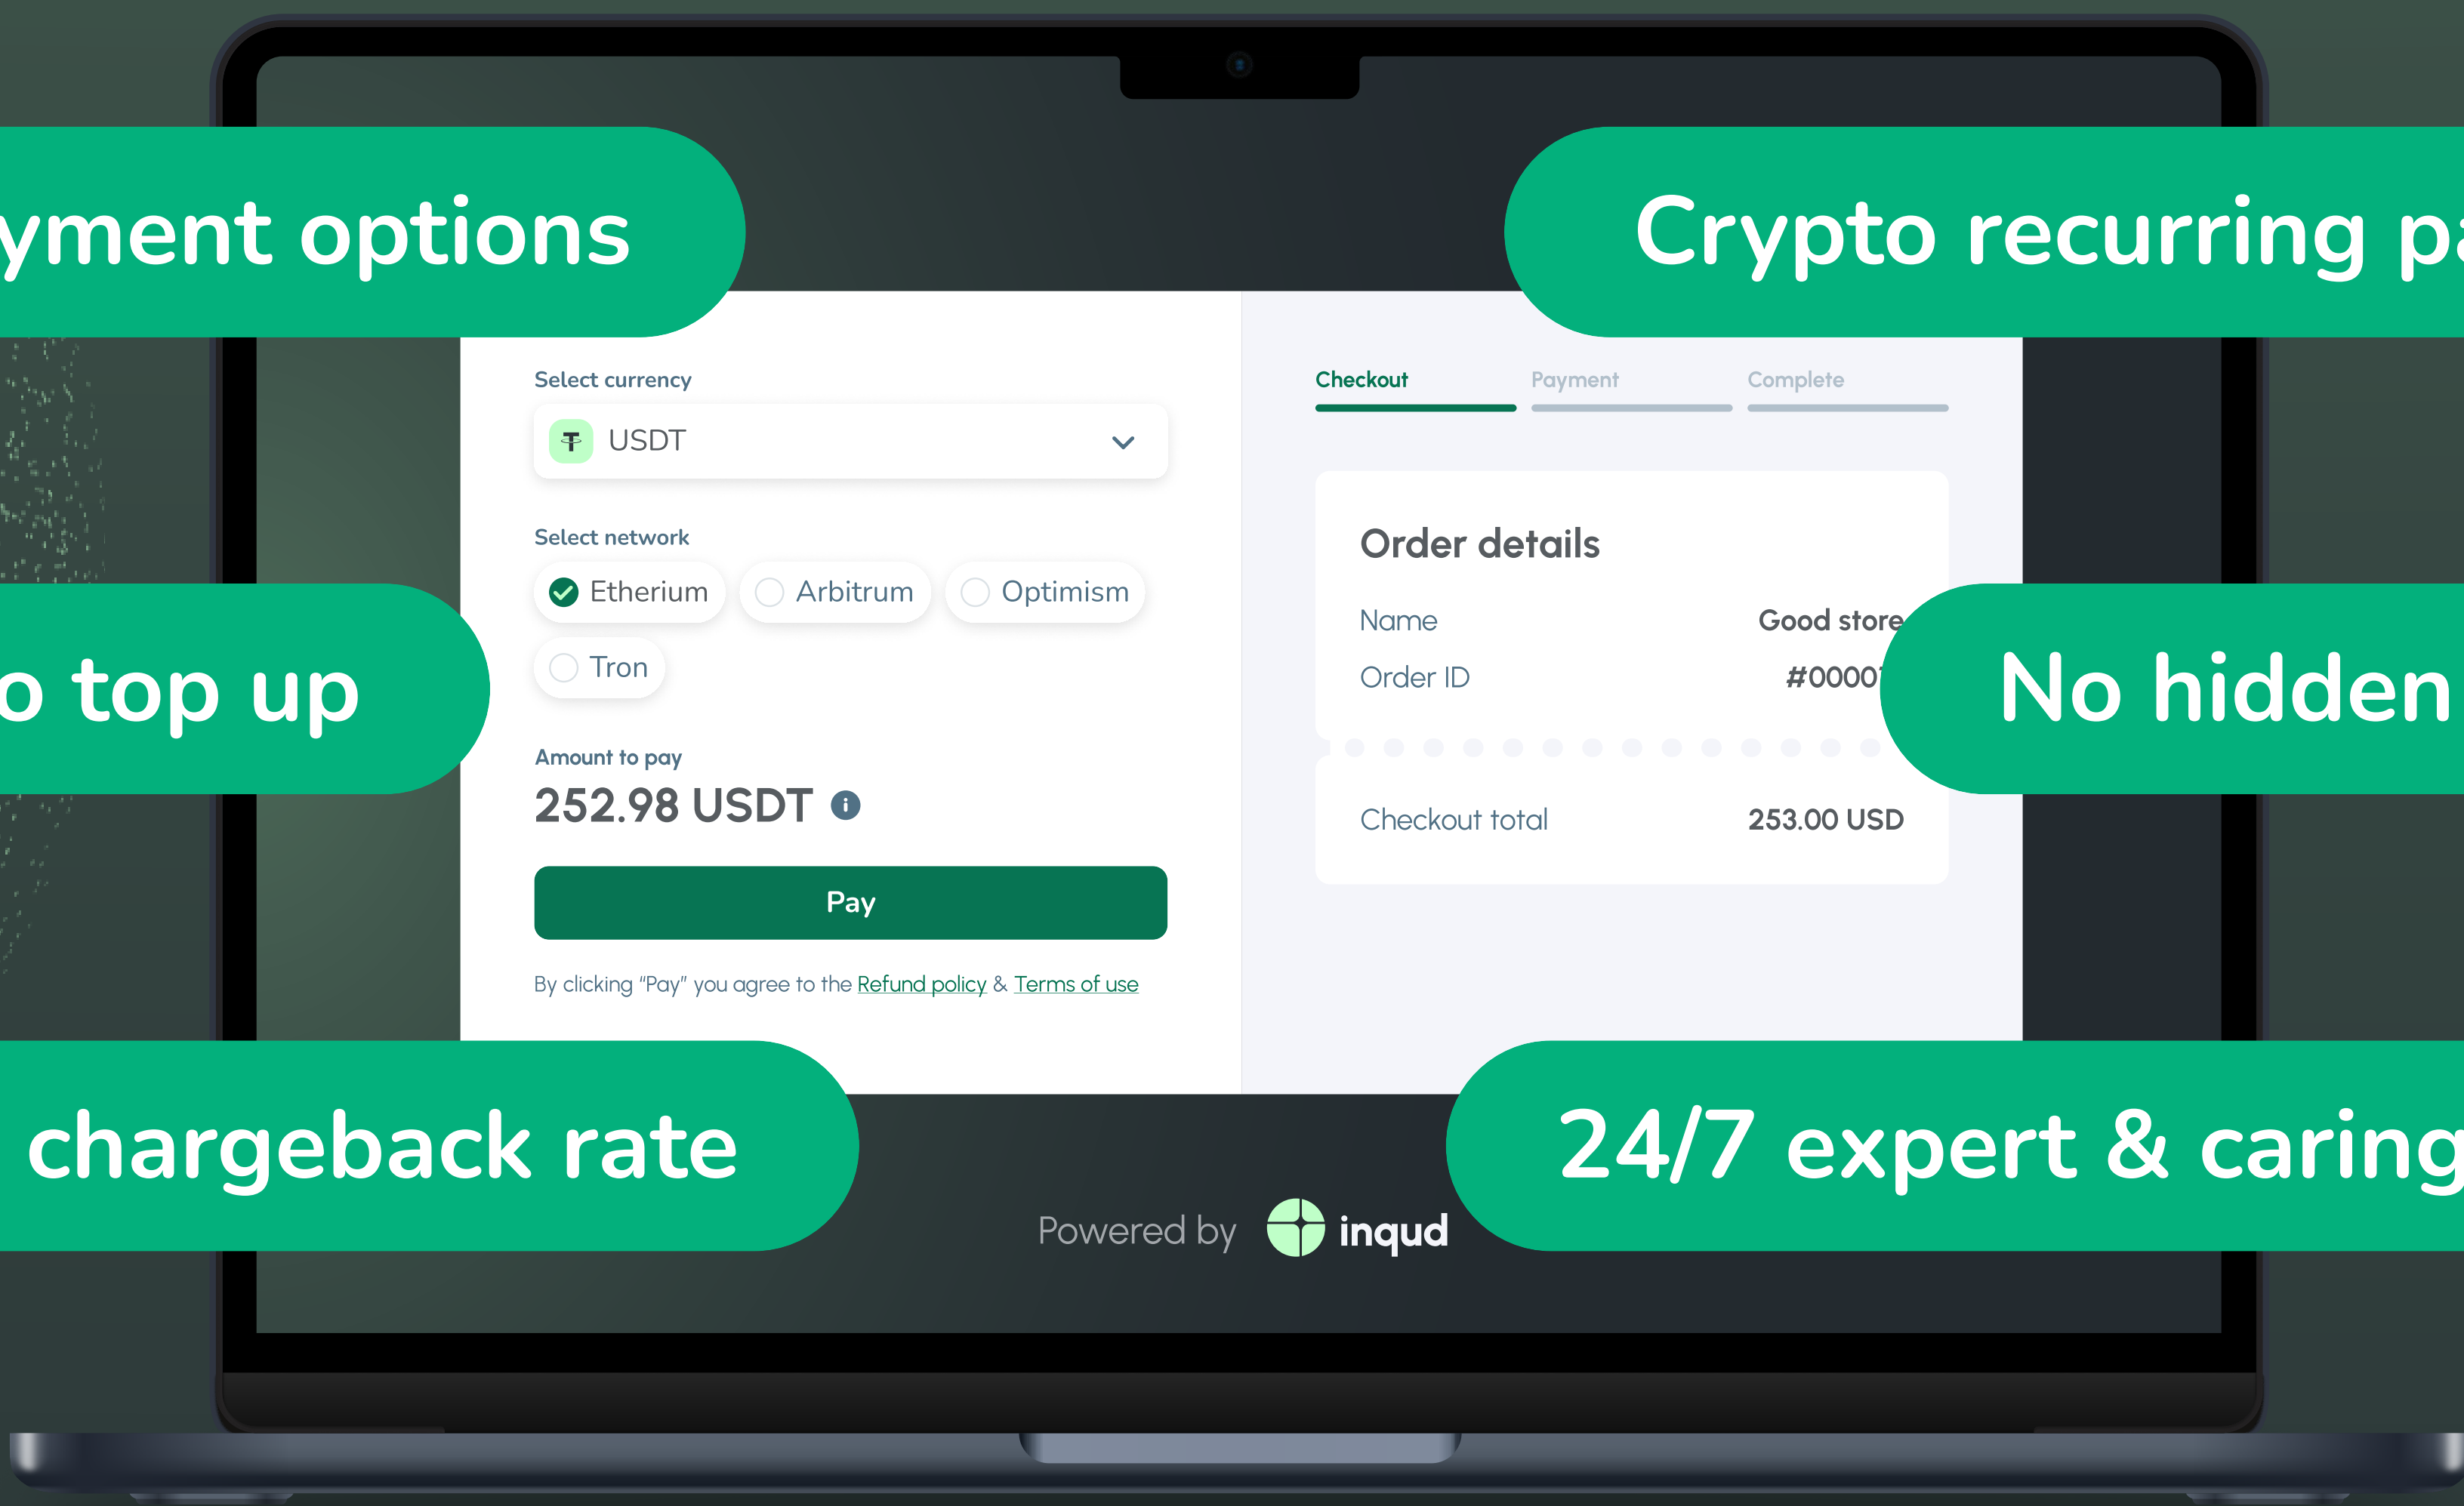 yment options
Crypto recurring pa
Select currency
USDT
Select network
Etherium
Arbitrum
Optimism
Tron
Amount to pay
252.98 USDT
Pay
By clicking “Pay” you agree to the Refund policy & Terms of use
Checkout
Payment
Complete
Order details
Name
Good store
Order ID
#0000
Checkout total
253.00 USD
o top up
No hidden
chargeback rate
24/7 expert & caring
Powered by
inqud